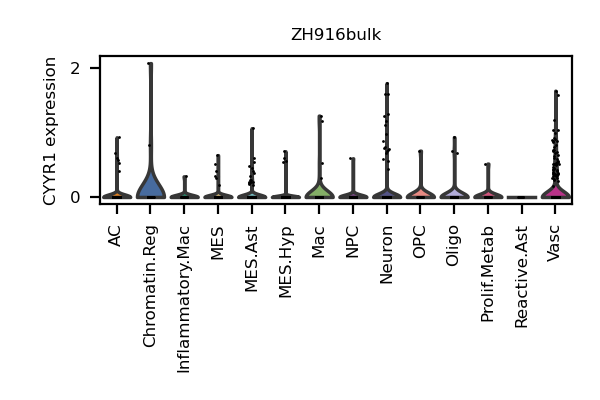 ZH916bulk
CYYR1 expression
2
0
AC
Chromatin.Reg
Inflammatory.Mac
MES
MES.Ast
MES.Hyp
Mac
NPC
Neuron
OPC
Oligo
Prolif.Metab
Reactive.Ast
Vasc